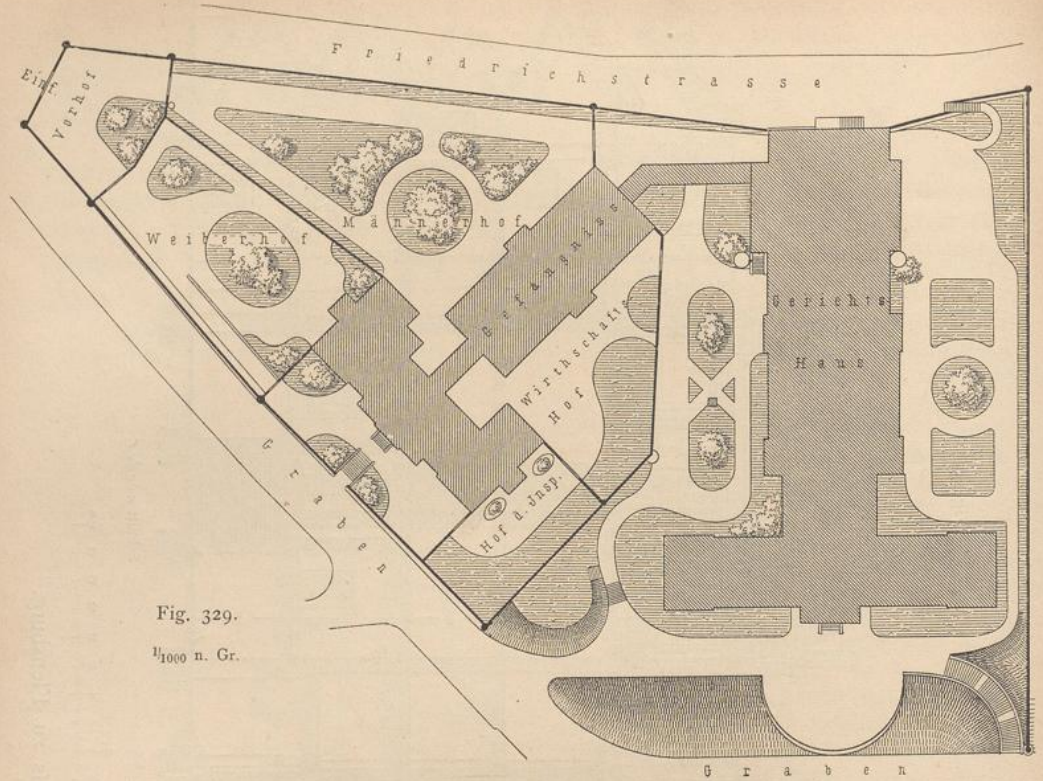 Friedrichstrasse
Einf.
Vorhof
Weiberhof
Männerhof
Gefängniss
Gerichts
Haus
Wirthschafts
Hof
Hof d. Insp.
Graben
Fig. 329.
1/1000 n. Gr.
Graben